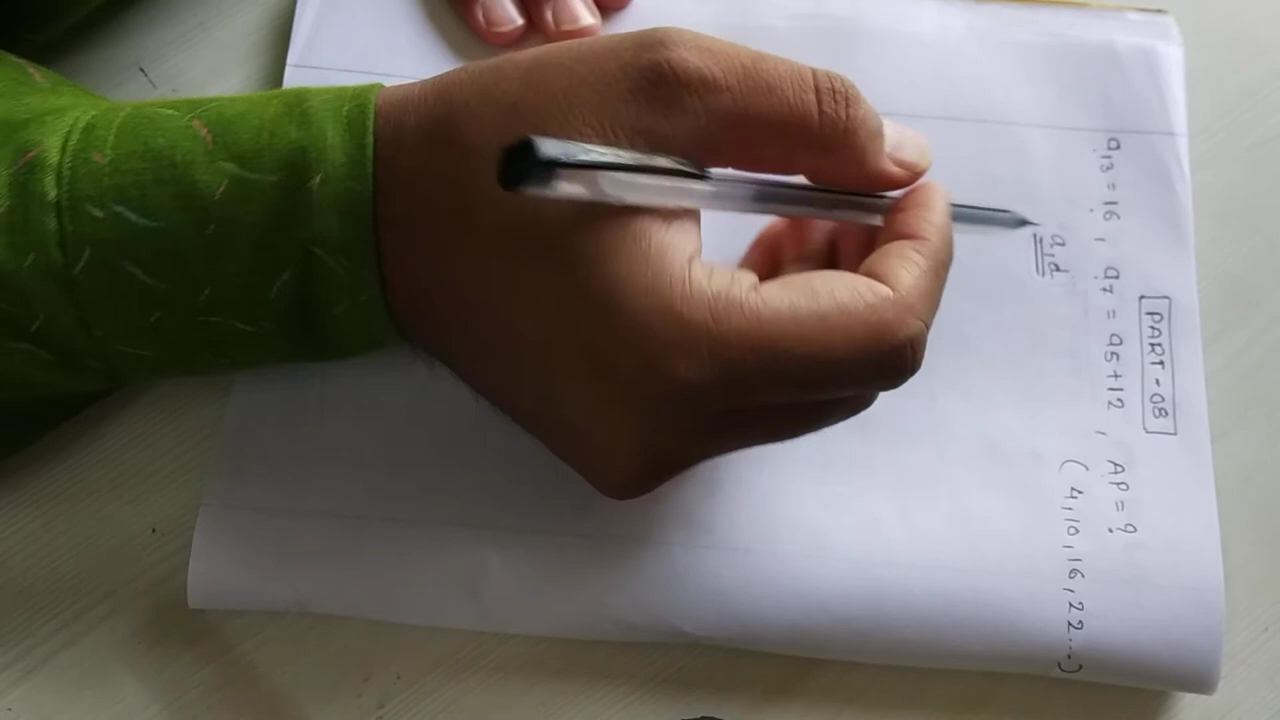 PART-08
a13 = 16, a7 = a5+12, AP = ?
a,d
(4,10,16,22...)